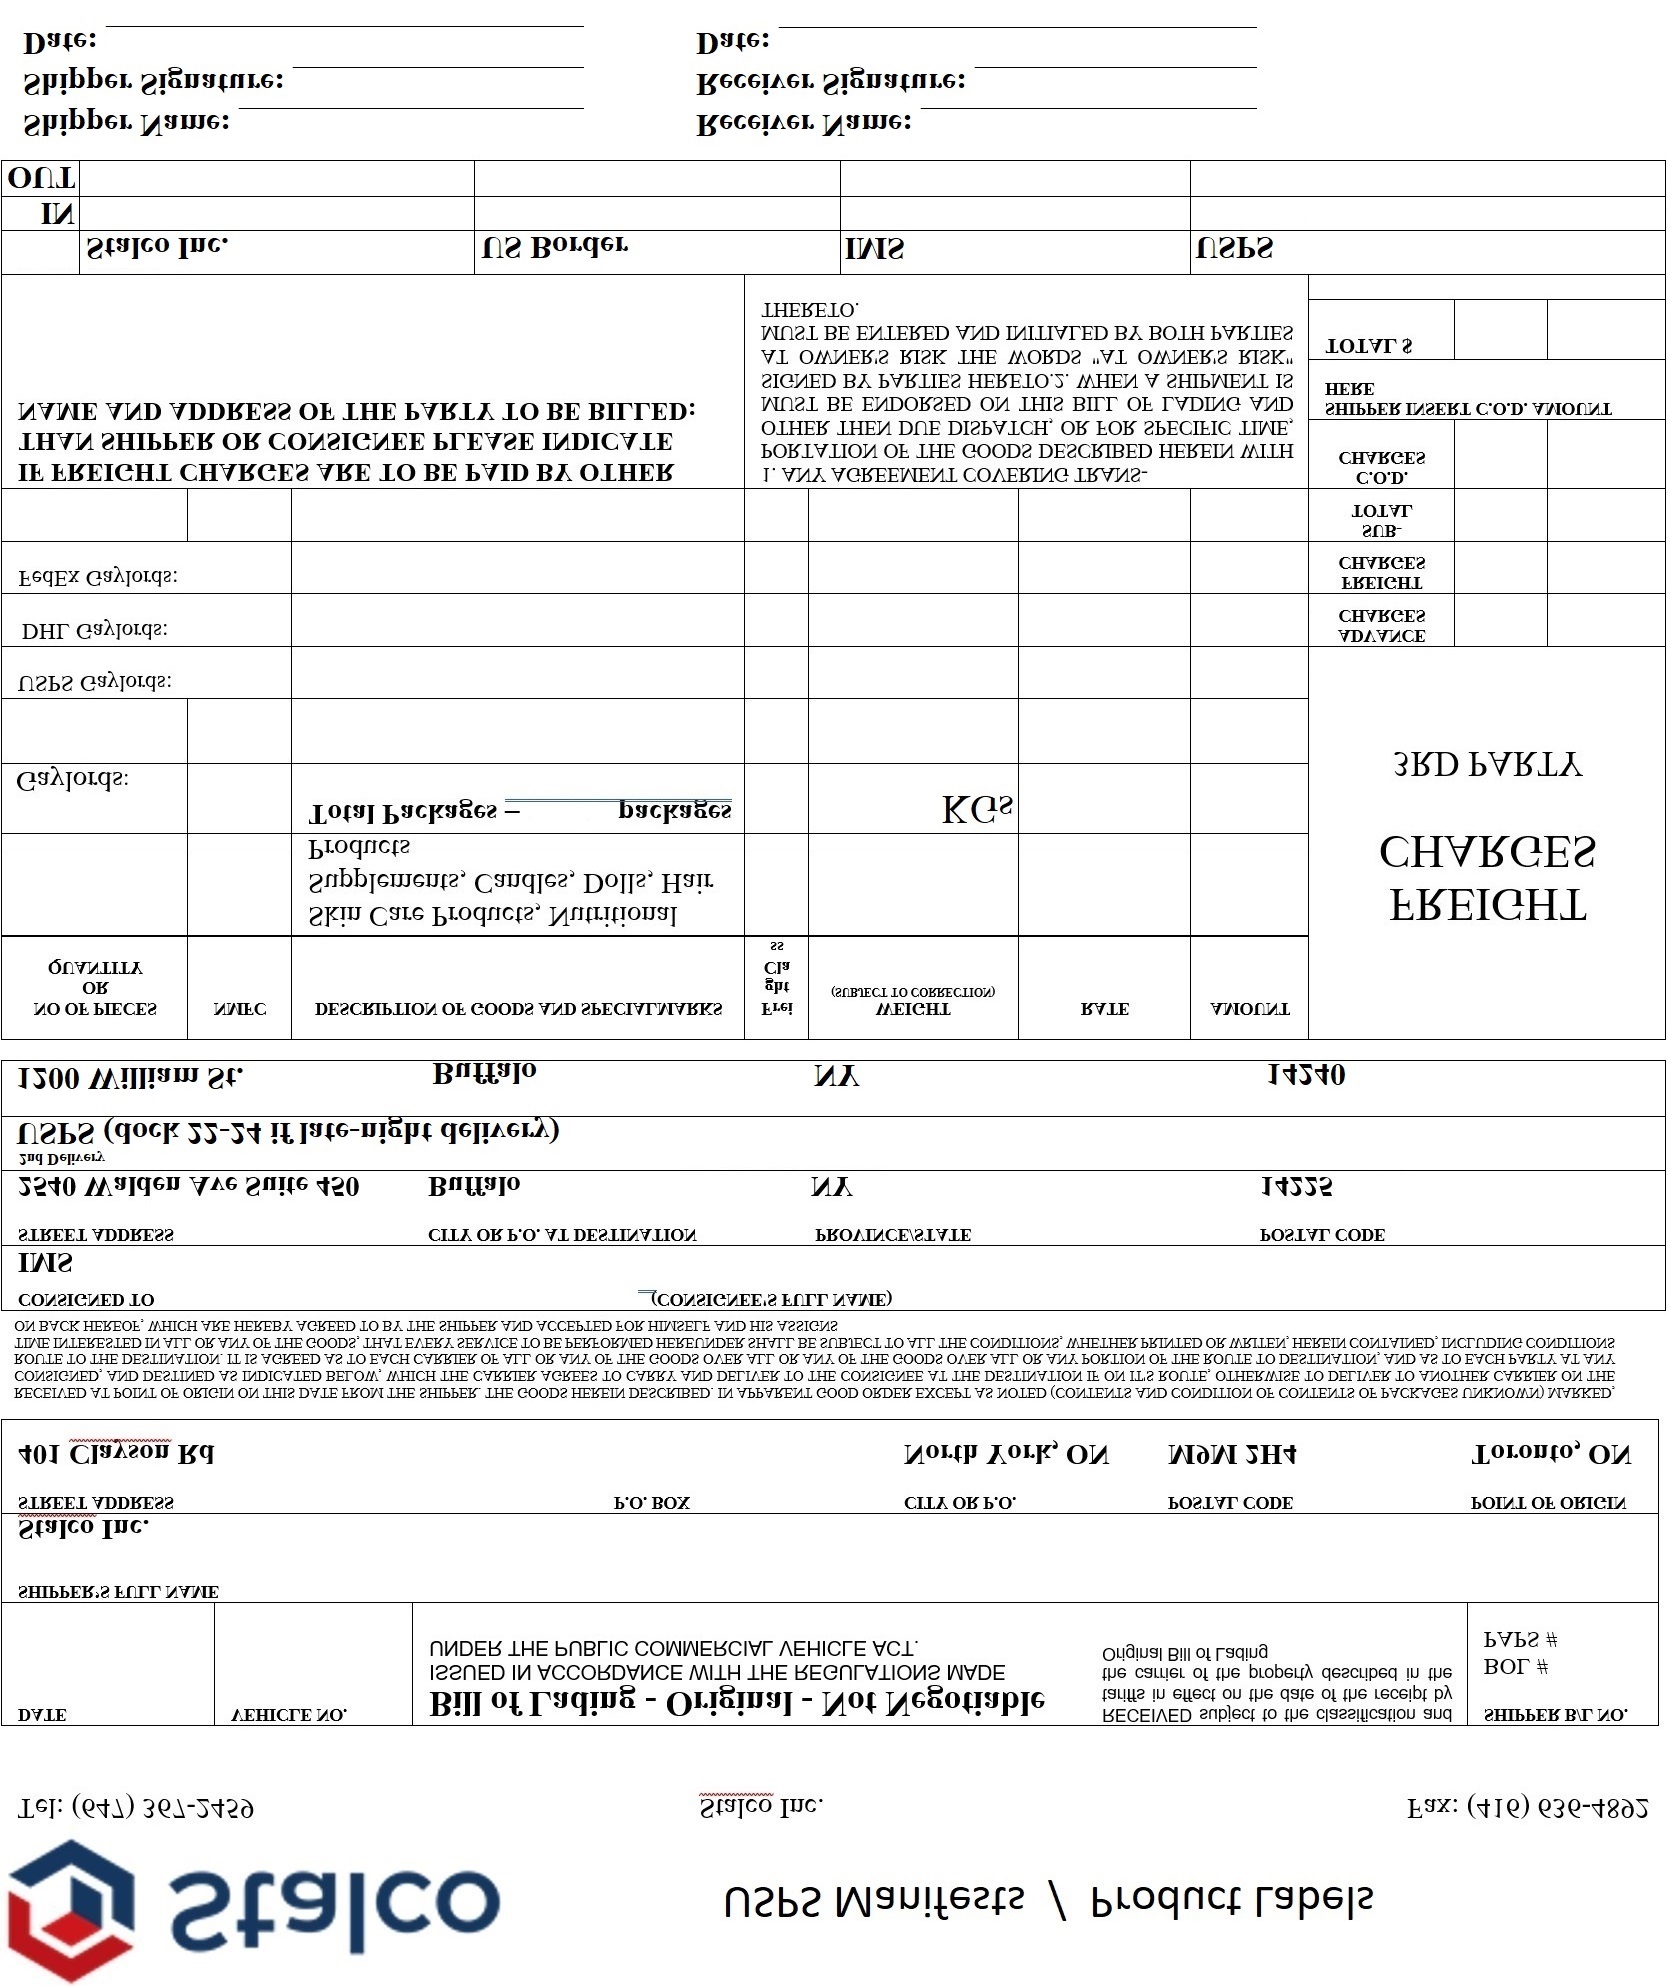 Stalco
USPS Manifests / Product Labels
Tel: (647) 367-2459 Stalco Inc. Fax: (416) 636-4892
DATE
VEHICLE NO.
Bill of Lading - Original - Not Negotiable
ISSUED IN ACCORDANCE WITH THE REGULATIONS MADE
UNDER THE PUBLIC COMMERCIAL VEHICLE ACT.
RECEIVED subject to the classification and
tariffs in effect on the date of the receipt by
the carrier of the property described in the
Original Bill of Lading
SHIPPER B/L NO.
BOL #
PAPS #
SHIPPER'S FULL NAME
Stalco Inc.
STREET ADDRESS P.O. BOX CITY OR P.O. POSTAL CODE POINT OF ORIGIN
401 Clayson Rd North York, ON M9M 2H4 Toronto, ON
RECEIVED AT POINT OF ORIGIN ON THIS DATE FROM THE SHIPPER. THE GOODS HEREIN DESCRIBED. IN APPARENT GOOD ORDER EXCEPT AS NOTED (CONTENTS AND CONDITION OF CONTENTS OF PACKAGES UNKNOWN) MARKED,
CONSIGNED, AND DESTINED AS INDICATED BELOW, WHICH THE CARRIER AGREES TO CARRY AND DELIVER TO THE CONSIGNEE AT THE DESTINATION IF ON IT'S ROUTE, OTHERWISE TO DELIVER TO ANOTHER CARRIER ON THE
ROUTE TO THE DESTINATION. IT IS AGREED AS TO EACH CARRIER OF ALL OR ANY OF THE GOODS OVER ALL OR ANY OF THE GOODS OVER ALL OR ANY PORTION OF THE ROUTE TO DESTINATION, AND AS TO EACH PARTY AT ANY
TIME INTERESTED IN ALL OR ANY OF THE GOODS, THAT EVERY SERVICE TO BE PERFORMED HEREUNDER SHALL BE SUBJECT TO ALL THE CONDITIONS, WHETHER PRINTED OR WRITEN, HEREIN CONTAINED, INCLUDING CONDITIONS
ON BACK HEREOF, WHICH ARE HEREBY AGREED TO BY THE SHIPPER AND ACCEPTED FOR HIMSELF AND HIS ASSIGNS
CONSIGNED TO (CONSIGNEE'S FULL NAME)
IMS
STREET ADDRESS CITY OR P.O. AT DESTINATION PROVINCE/STATE POSTAL CODE
2540 Walden Ave Suite 450 Buffalo NY 14225
2nd Delivery
USPS (dock 22-24 if late-night delivery)
1200 William St. Buffalo NY 14240
NO OF PIECES
OR
QUANTITY
NMFC
DESCRIPTION OF GOODS AND SPECIALMARKS
Frei
ght
Cla
ss
WEIGHT
(SUBJECT TO CORRECTION)
RATE
AMOUNT
FREIGHT
CHARGES
3RD PARTY
Skin Care Products, Nutritional
Supplements, Candles, Dolls, Hair
Products
Gaylords:
Total Packages – packages
KGs
USPS Gaylords:
DHL Gaylords:
ADVANCE
CHARGES
FedEx Gaylords:
FREIGHT
CHARGES
SUB-
TOTAL
IF FREIGHT CHARGES ARE TO BE PAID BY OTHER
THAN SHIPPER OR CONSIGNEE PLEASE INDICATE
NAME AND ADDRESS OF THE PARTY TO BE BILLED:
1. ANY AGREEMENT COVERING TRANS-
PORTATION OF THE GOODS DESCRIBED HEREIN WITH
OTHER THEN DUE DISPATCH, OR FOR SPECIFIC TIME,
MUST BE ENDORSED ON THIS BILL OF LADING AND
SIGNED BY PARTIES HERETO.2. WHEN A SHIPMENT IS
AT OWNER'S RISK THE WORDS "AT OWNER'S RISK"
MUST BE ENTERED AND INITIALED BY BOTH PARTIES
THERETO.
C.O.D.
CHARGES
SHIPPER INSERT C.O.D. AMOUNT
HERE
TOTAL $
Stalco Inc. US Border IMS USPS
IN
OUT
Shipper Name: Receiver Name:
Shipper Signature: Receiver Signature:
Date: Date: